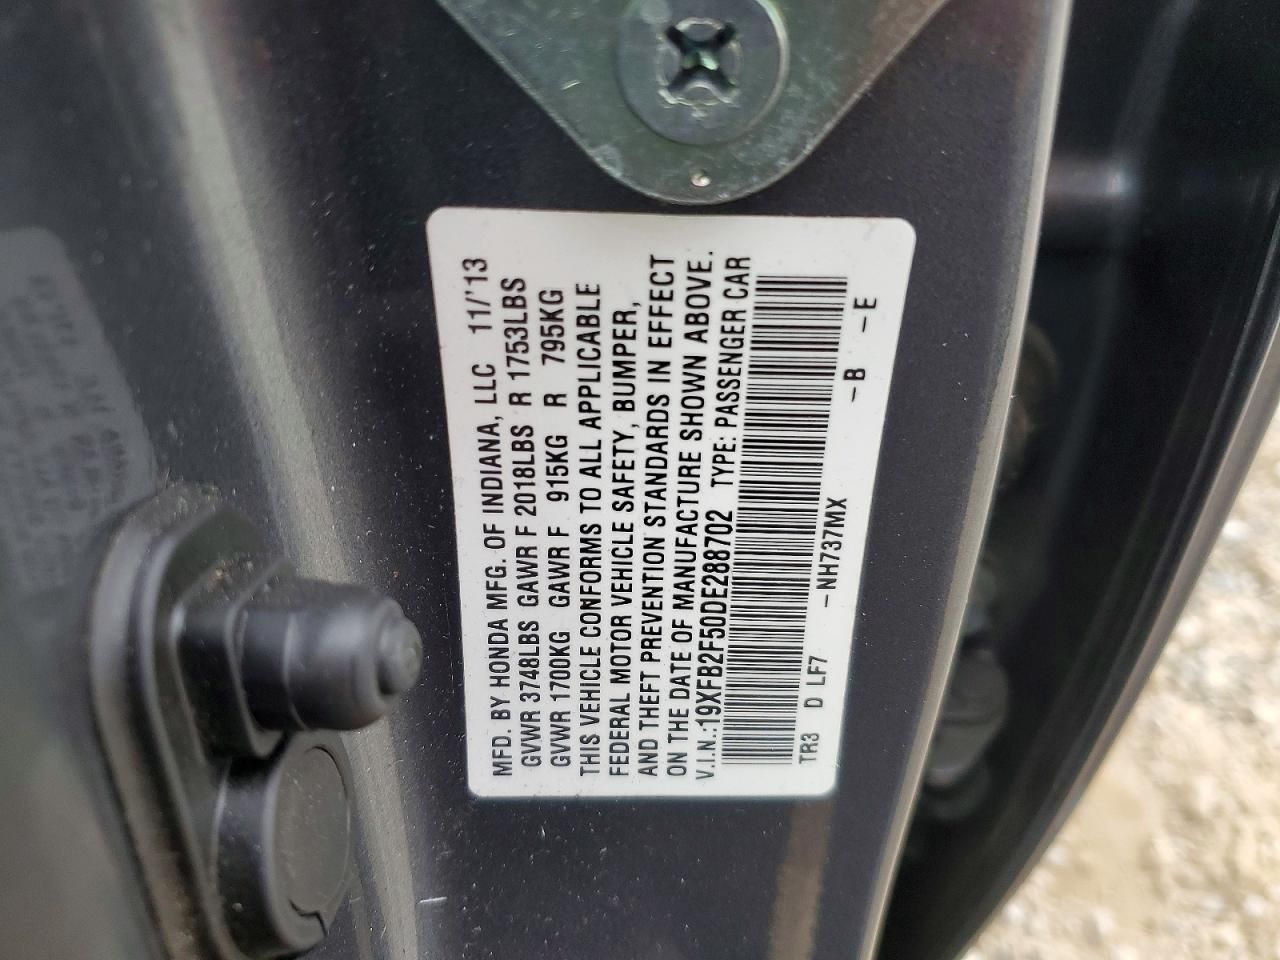 MFD. BY HONDA MFG. OF INDIANA, LLC 11/'13
GVWR 3748LBS GAWR F 2018LBS R 1753LBS
GVWR 1700KG GAWR F 915KG R 795KG
THIS VEHICLE CONFORMS TO ALL APPLICABLE
FEDERAL MOTOR VEHICLE SAFETY, BUMPER,
AND THEFT PREVENTION STANDARDS IN EFFECT
ON THE DATE OF MANUFACTURE SHOWN ABOVE.
V.I.N.:19XFB2F50DE288702 TYPE: PASSENGER CAR
TR3 D LF7 -NH737MX -B -E